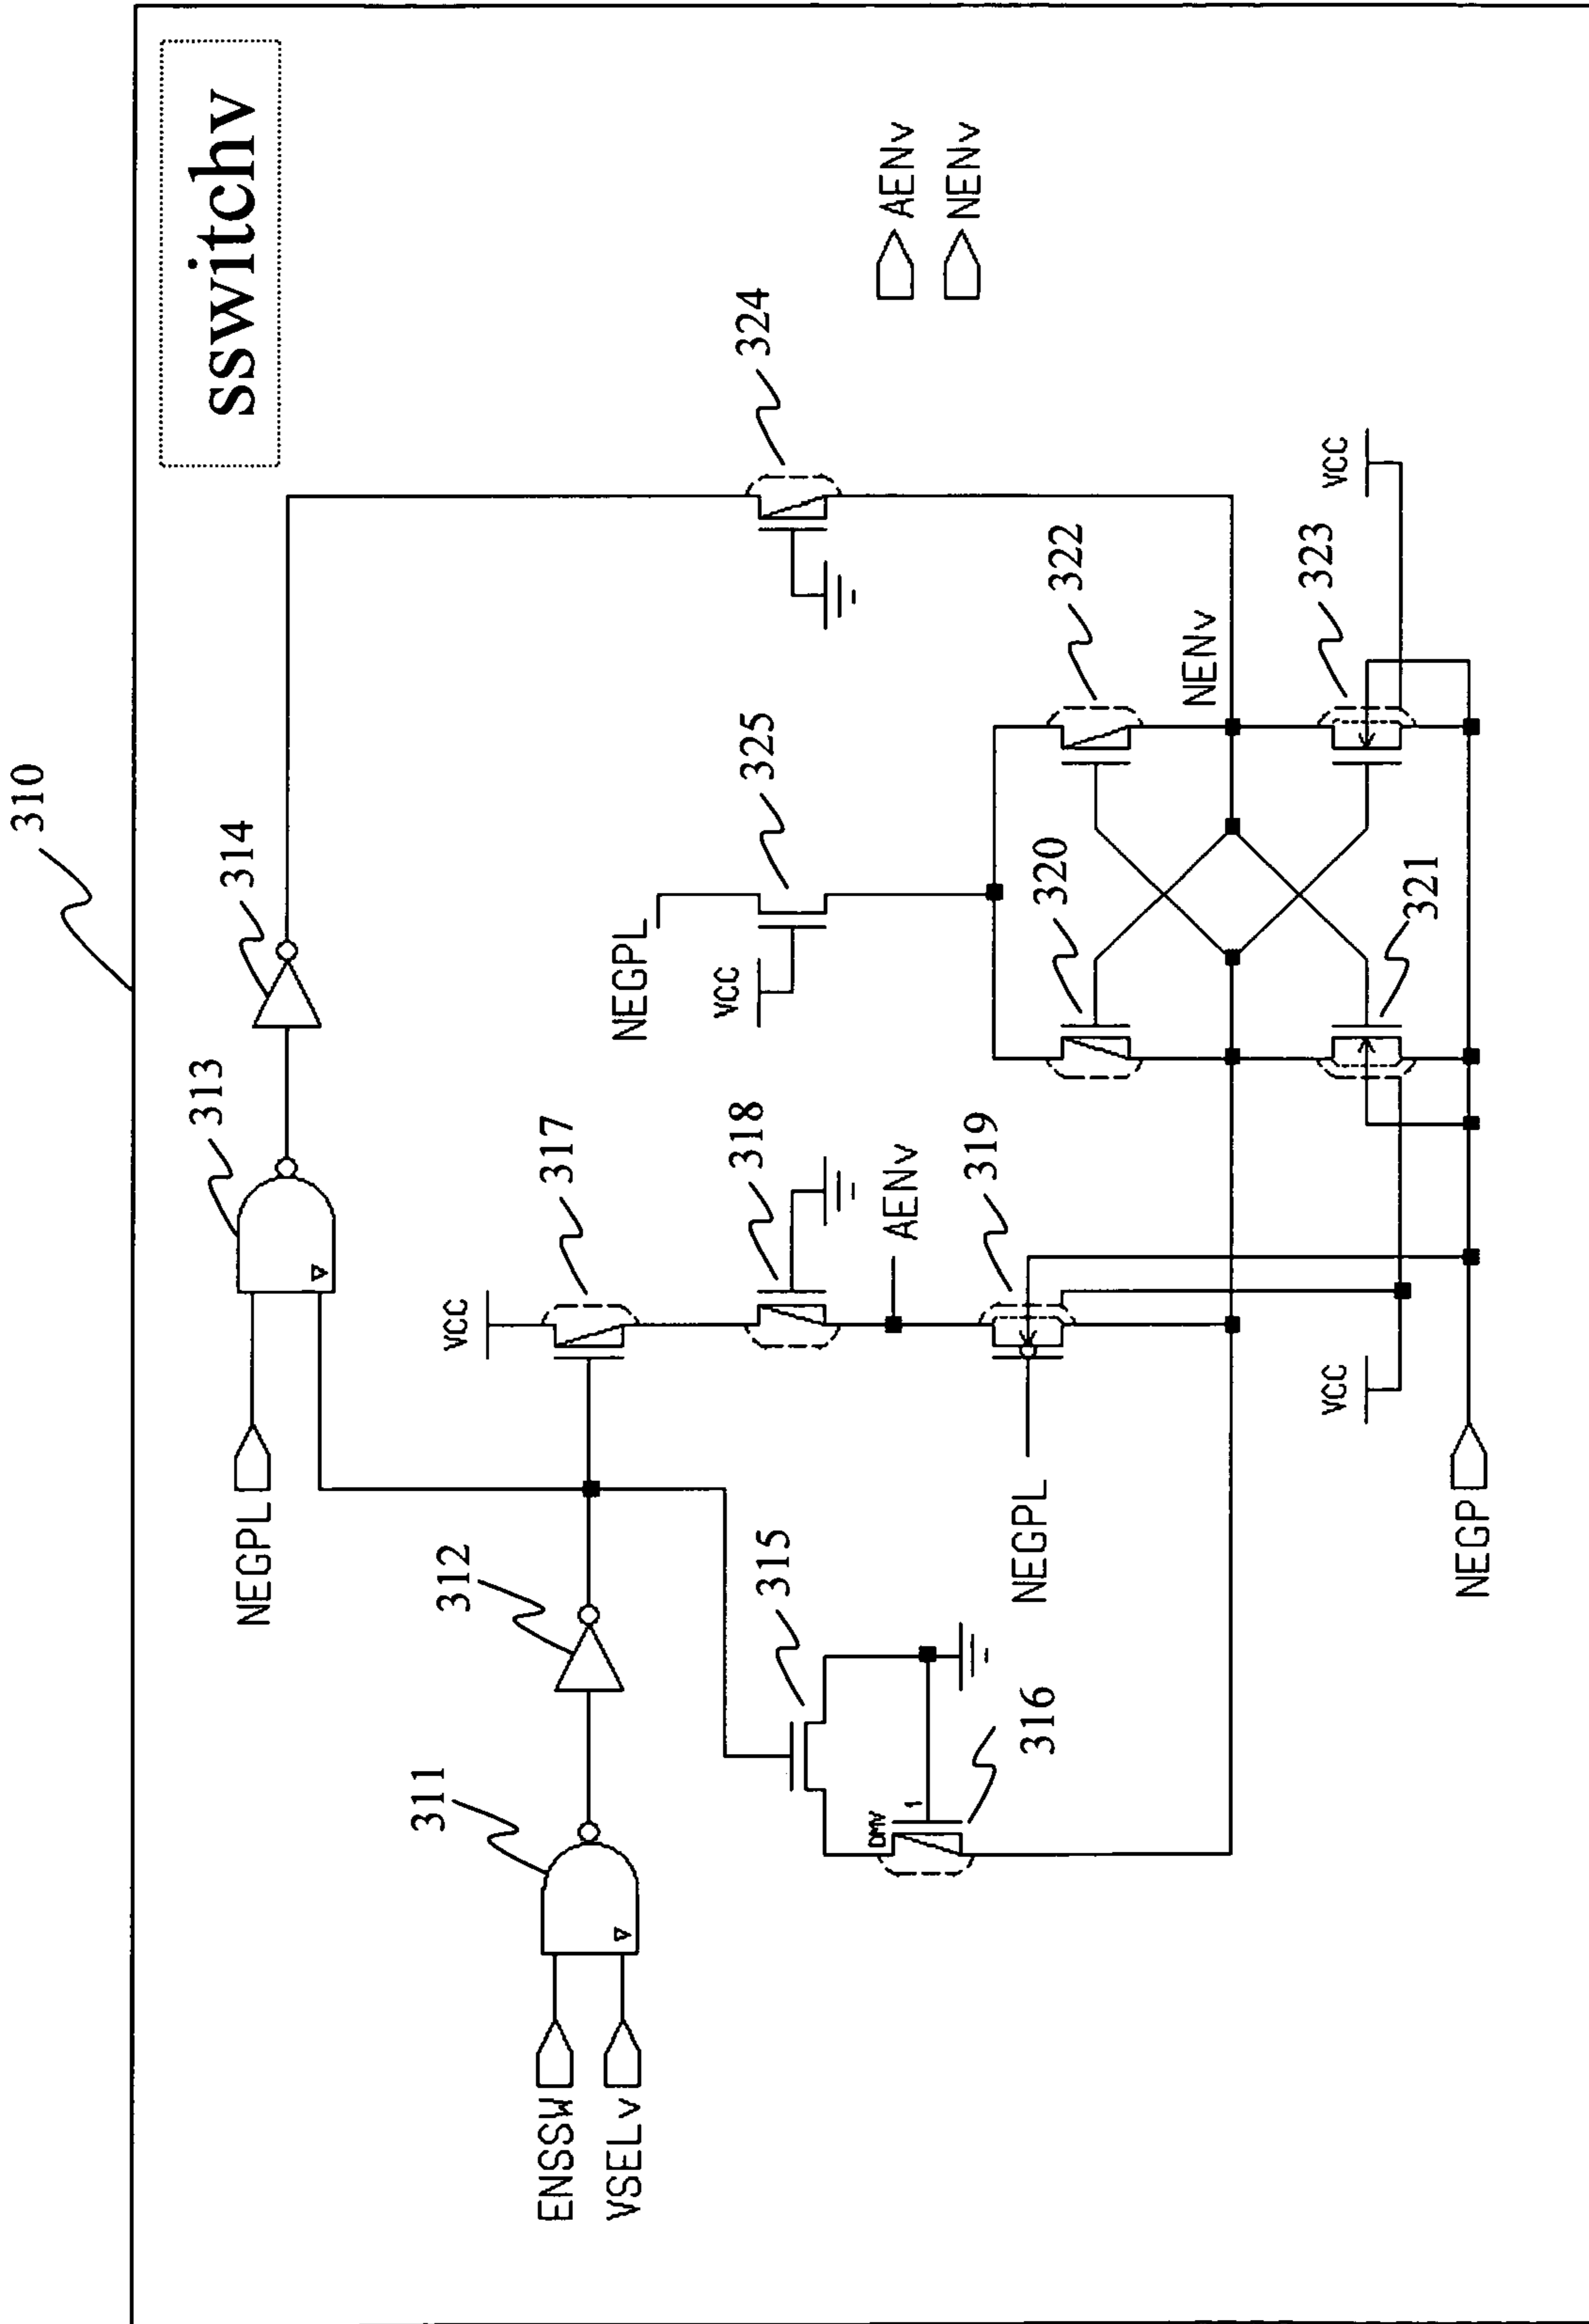 310
sswitchv
NEGPL
313
314
ENSSW
VSELv
311
312
VCC
317
315
DMV
1
316
318
AENv
NEGPL
319
NEGPL
VCC
325
324
AENv
NENv
320
322
NENv
321
323
VCC
VCC
NEGP